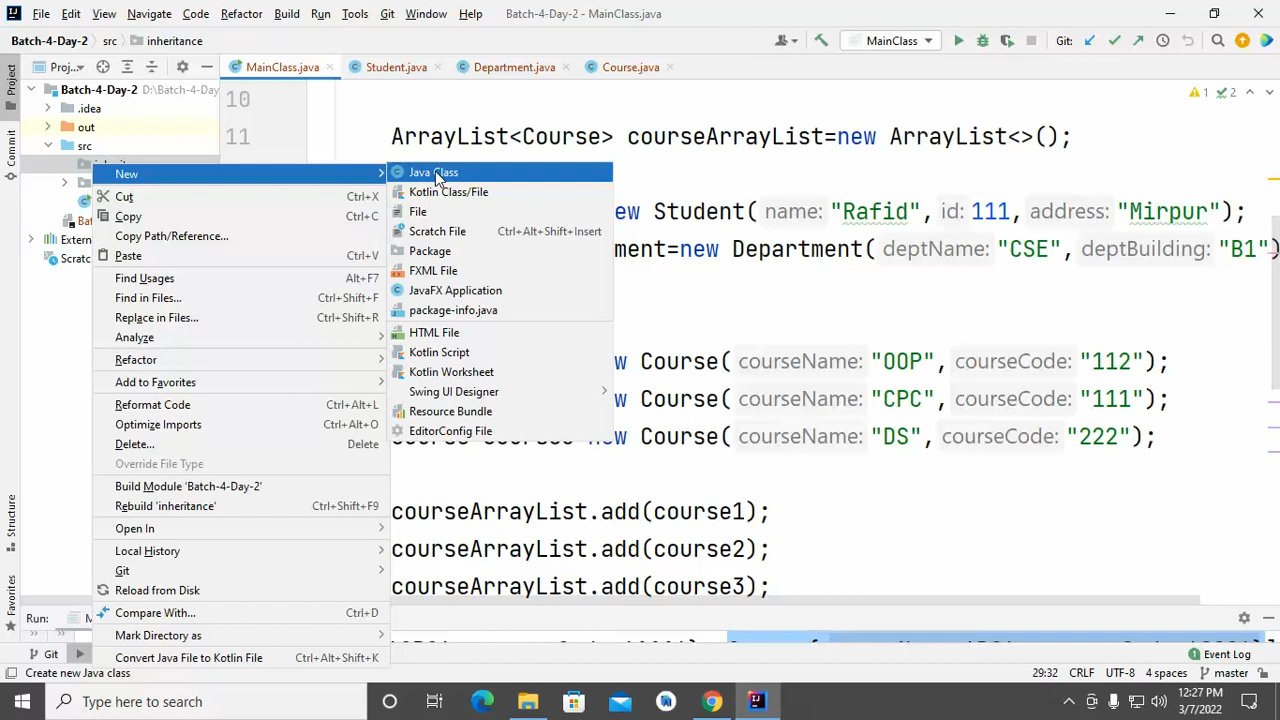 File Edit View Navigate Code Refactor Build Run Tools Git Window Help Batch-4-Day-2 - MainClass.java
Batch-4-Day-2 src inheritance MainClass Git:
Proj... MainClass.java Student.java Department.java Course.java
Project
Commit
Structure
Favorites
Batch-4-Day-2 D:\Batch-4-Day
.idea
out
src
Extern
Scratc
1 2
10
11 ArrayList<Course> courseArrayList=new ArrayList<>();
ew Student( name: "Rafid", id: 111, address: "Mirpur");
ment=new Department( deptName: "CSE", deptBuilding: "B1")
w Course( courseName: "OOP", courseCode: "112");
w Course( courseName: "CPC", courseCode: "111");
new Course( courseName: "DS", courseCode: "222");
courseArrayList.add(course1);
courseArrayList.add(course2);
courseArrayList.add(course3);
New
Cut Ctrl+X
Copy Ctrl+C
Copy Path/Reference...
Paste Ctrl+V
Find Usages Alt+F7
Find in Files... Ctrl+Shift+F
Replace in Files... Ctrl+Shift+R
Analyze
Refactor
Add to Favorites
Reformat Code Ctrl+Alt+L
Optimize Imports Ctrl+Alt+O
Delete... Delete
Override File Type
Build Module 'Batch-4-Day-2'
Rebuild 'inheritance' Ctrl+Shift+F9
Open In
Local History
Git
Reload from Disk
Compare With... Ctrl+D
Mark Directory as
Convert Java File to Kotlin File Ctrl+Alt+Shift+K
Java Class
Kotlin Class/File
File
Scratch File Ctrl+Alt+Shift+Insert
Package
FXML File
JavaFX Application
package-info.java
HTML File
Kotlin Script
Kotlin Worksheet
Swing UI Designer
Resource Bundle
EditorConfig File
Run:
Git Event Log
Create new Java class 29:32 CRLF UTF-8 4 spaces master
Type here to search 12:27 PM
3/7/2022